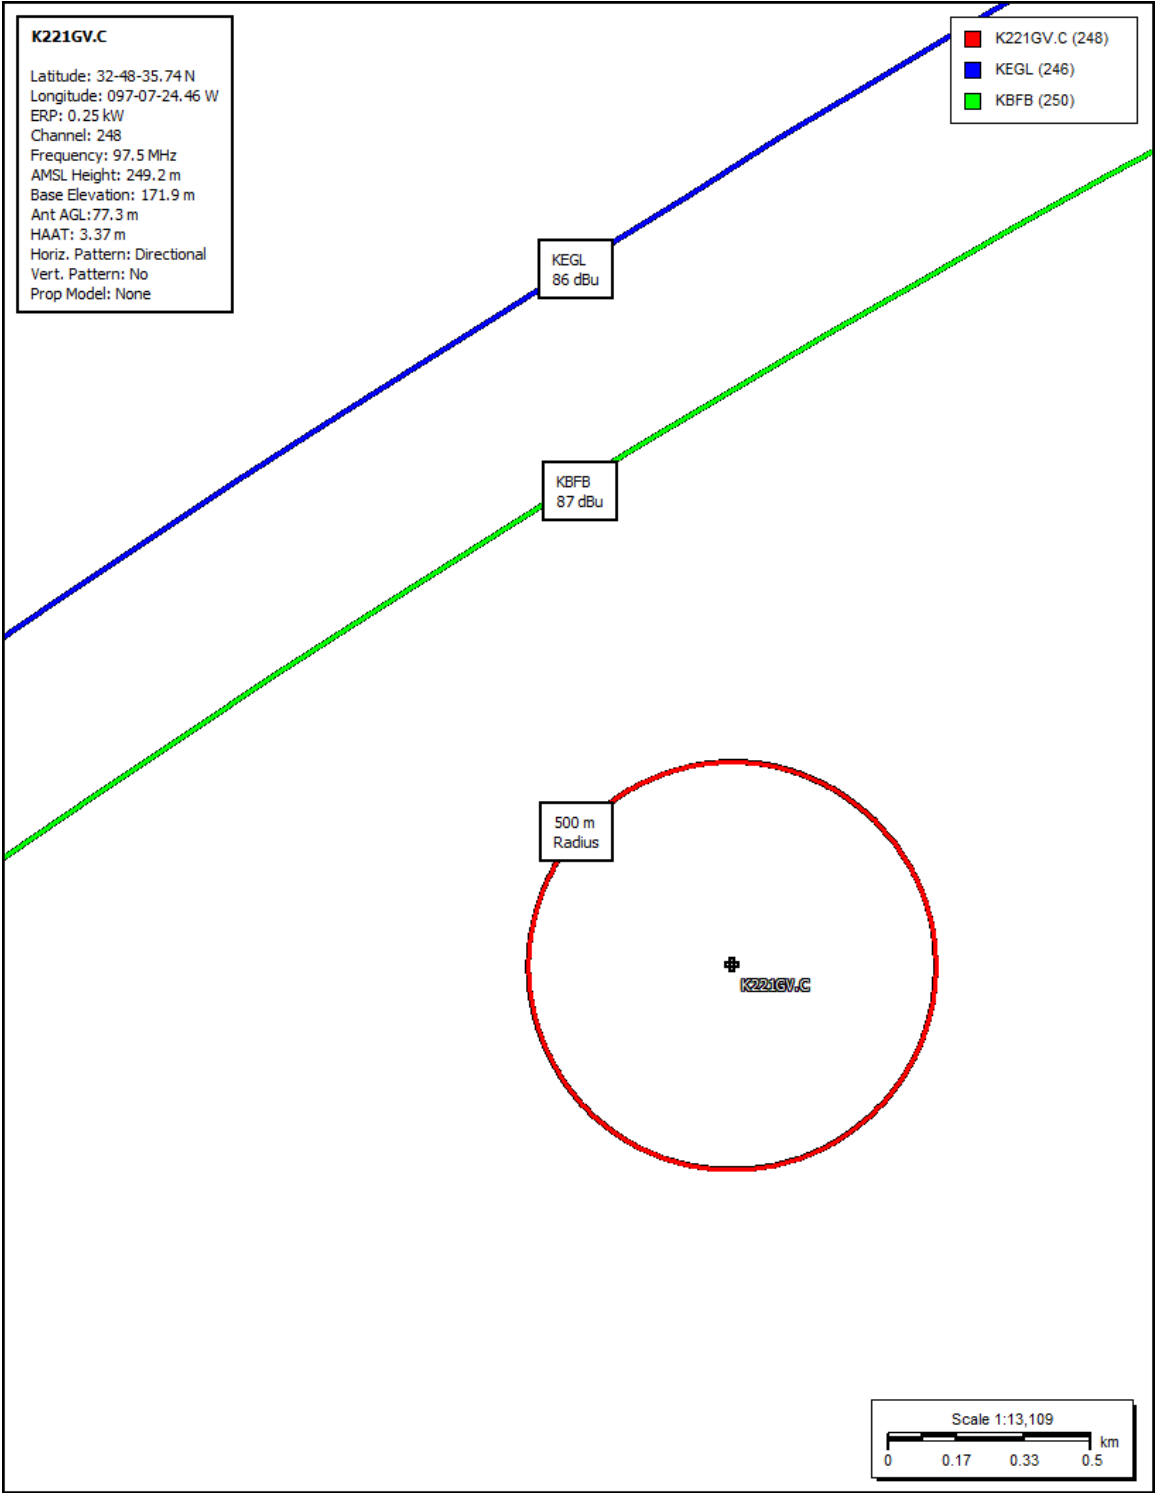 K221GV.C
Latitude: 32-48-35.74 N
Longitude: 097-07-24.46 W
ERP: 0.25 kW
Channel: 248
Frequency: 97.5 MHz
AMSL Height: 249.2 m
Base Elevation: 171.9 m
Ant AGL:77.3 m
HAAT: 3.37 m
Horiz. Pattern: Directional
Vert. Pattern: No
Prop Model: None
K221GV.C (248)
KEGL (246)
KBFB (250)
KEGL
86 dBu
KBFB
87 dBu
500 m
Radius
K221GV.C
Scale 1:13,109
km
0 0.17 0.33 0.5